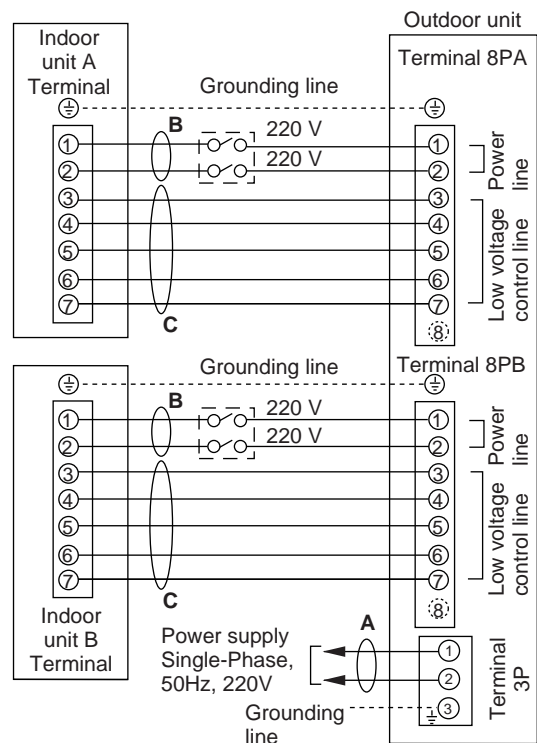 Outdoor unit
Indoor
unit A
Terminal
Terminal 8PA
Grounding line
B
220 V
220 V
1 1
2 2
3 3
4 4
5 5
6 6
7 7
8
Power
line
Low voltage
control line
C
Terminal 8PB
Grounding line
B
220 V
220 V
1 1
2 2
3 3
4 4
5 5
6 6
7 7
8
Power
line
Low voltage
control line
C
Indoor
unit B
Terminal
A
Power supply
Single-Phase,
50Hz, 220V
1
2
3
Terminal
3P
Grounding
line